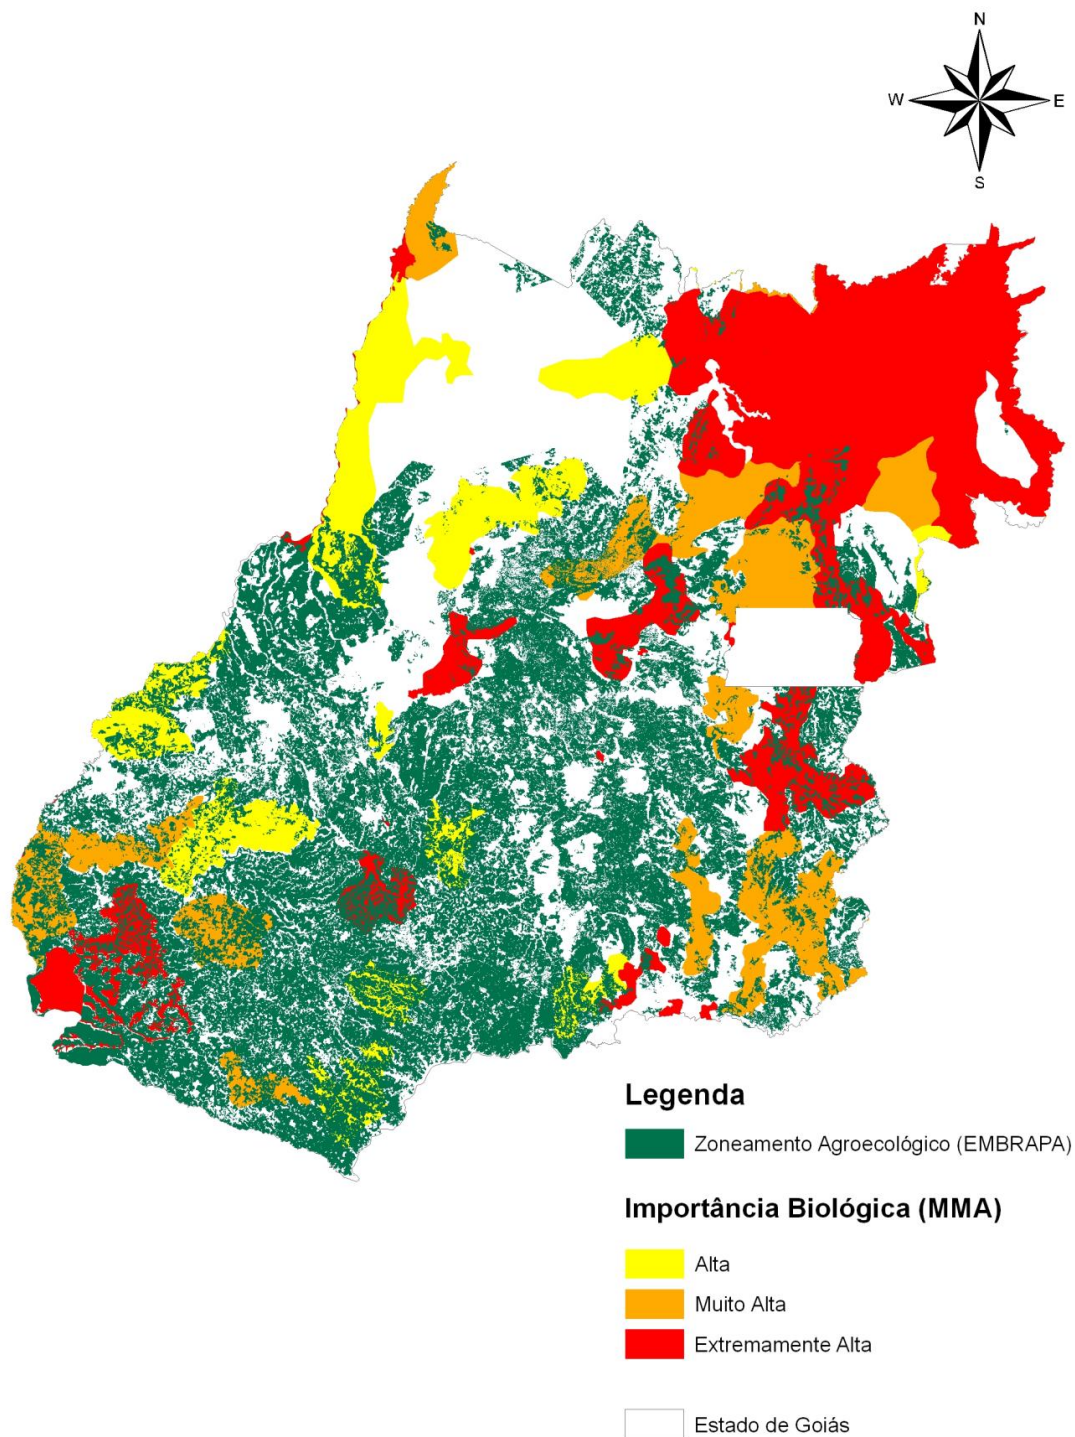 N
W
E
S
Legenda
Zoneamento Agroecológico (EMBRAPA)
Importância Biológica (MMA)
Alta
Muito Alta
Extremamente Alta
Estado de Goiás